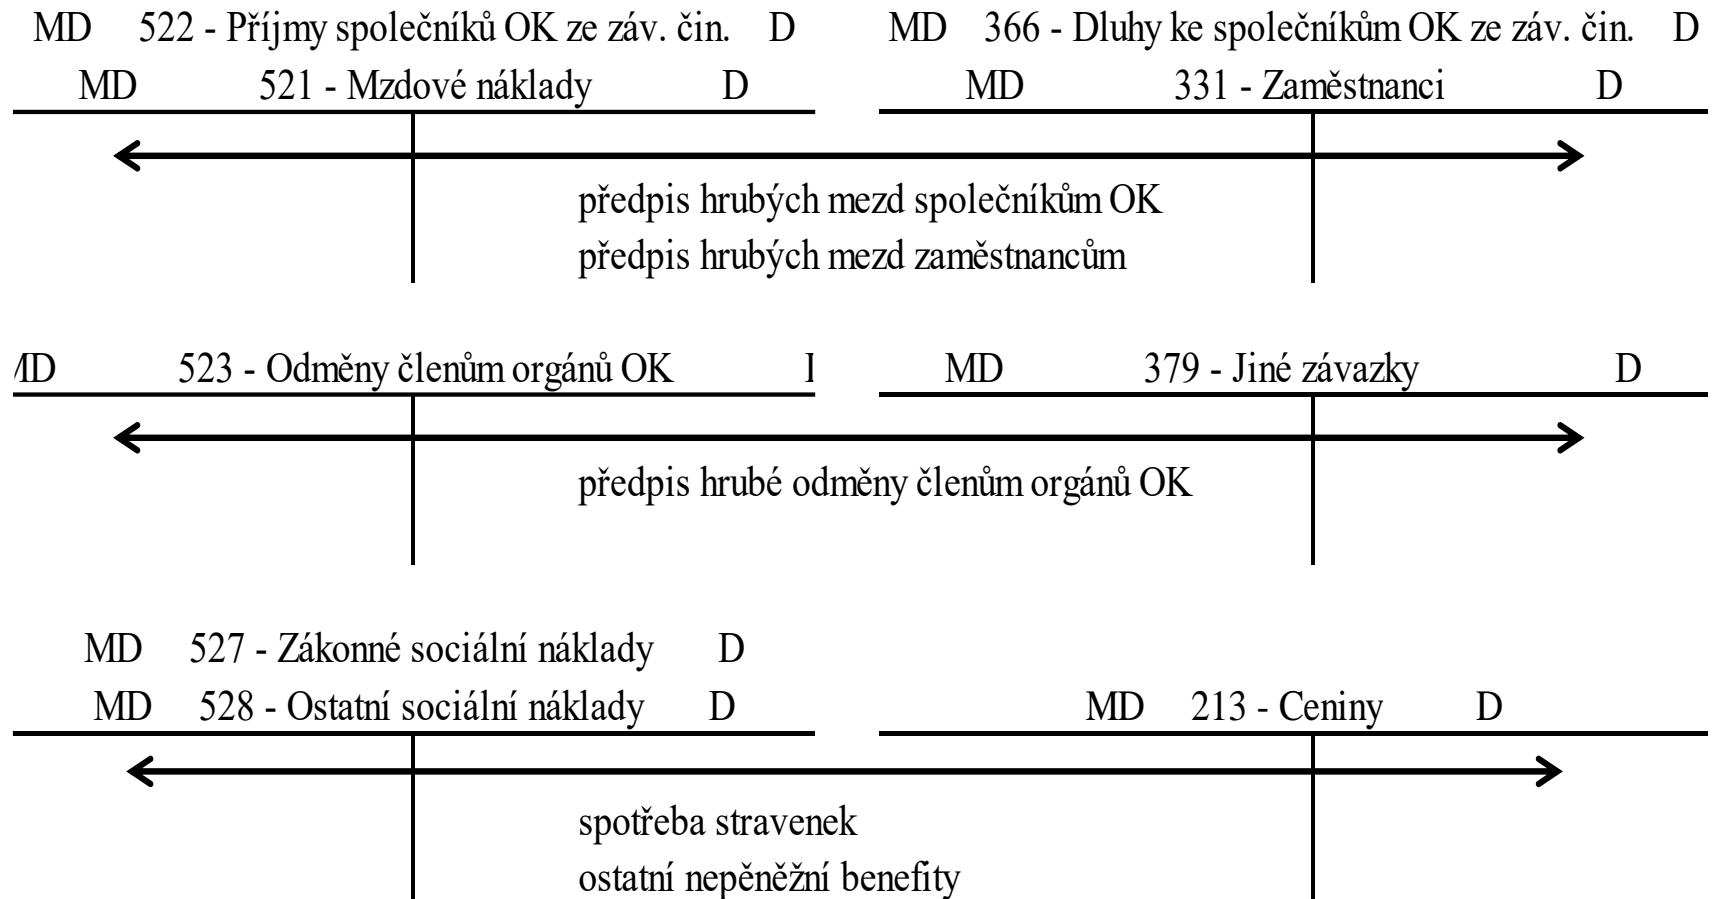 MD 522 - Příjmy společníků OK ze záv. čin. D MD 366 - Dluhy ke společníkům OK ze záv. čin. D
MD 521 - Mzdové náklady D MD 331 - Zaměstnanci D
předpis hrubých mezd společníkům OK
předpis hrubých mezd zaměstnancům
MD 523 - Odměny členům orgánů OK MD 379 - Jiné závazky D
předpis hrubé odměny členům orgánů OK
MD 527 - Zákonné sociální náklady D
MD 528 - Ostatní sociální náklady D MD 213 - Ceniny D
spotřeba stravenek
ostatní nepěněžní benefity